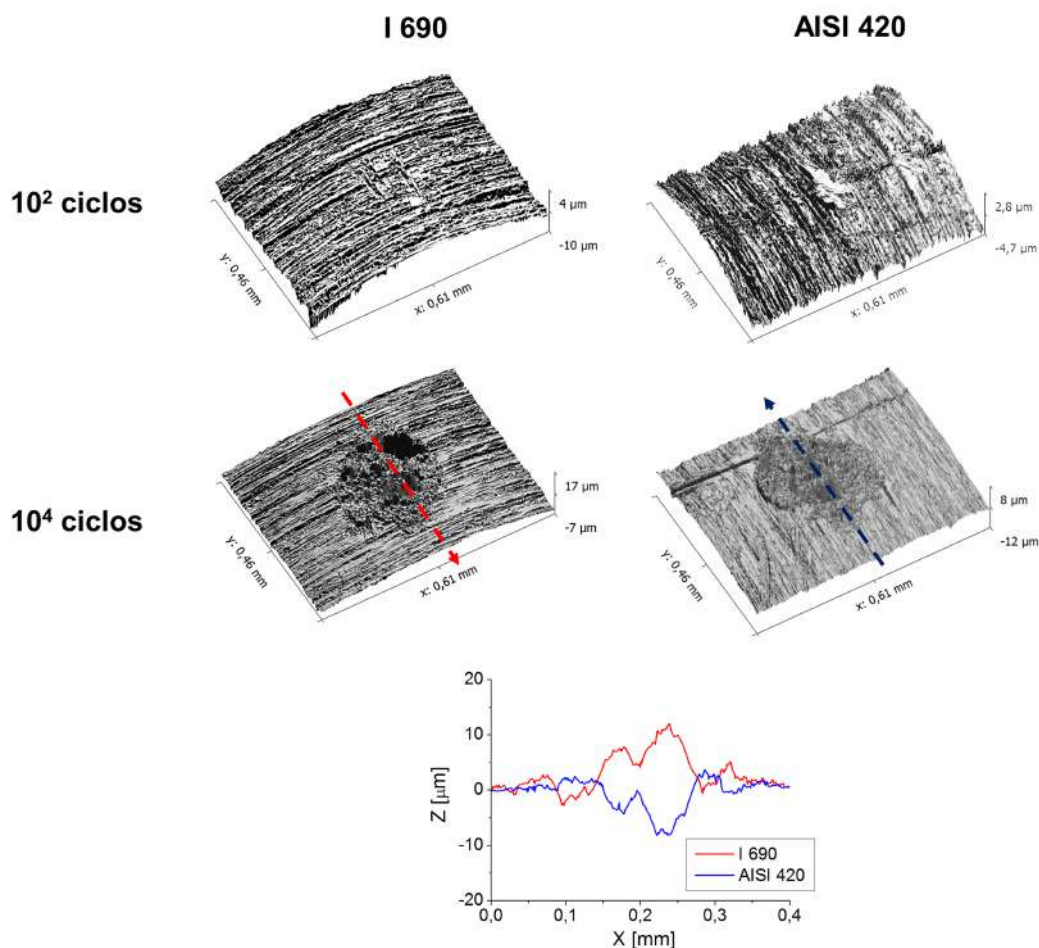 I 690
AISI 420
10² ciclos
4 µm
-10 µm
y: 0,46 mm
x: 0,61 mm
2,8 µm
-4,7 µm
y: 0,46 mm
x: 0,61 mm
10⁴ ciclos
17 µm
-7 µm
y: 0,46 mm
x: 0,61 mm
8 µm
-12 µm
y: 0,46 mm
x: 0,61 mm
20
10
0
-10
-20
Z [µm]
I 690
AISI 420
0,0 0,1 0,2 0,3 0,4
X [mm]